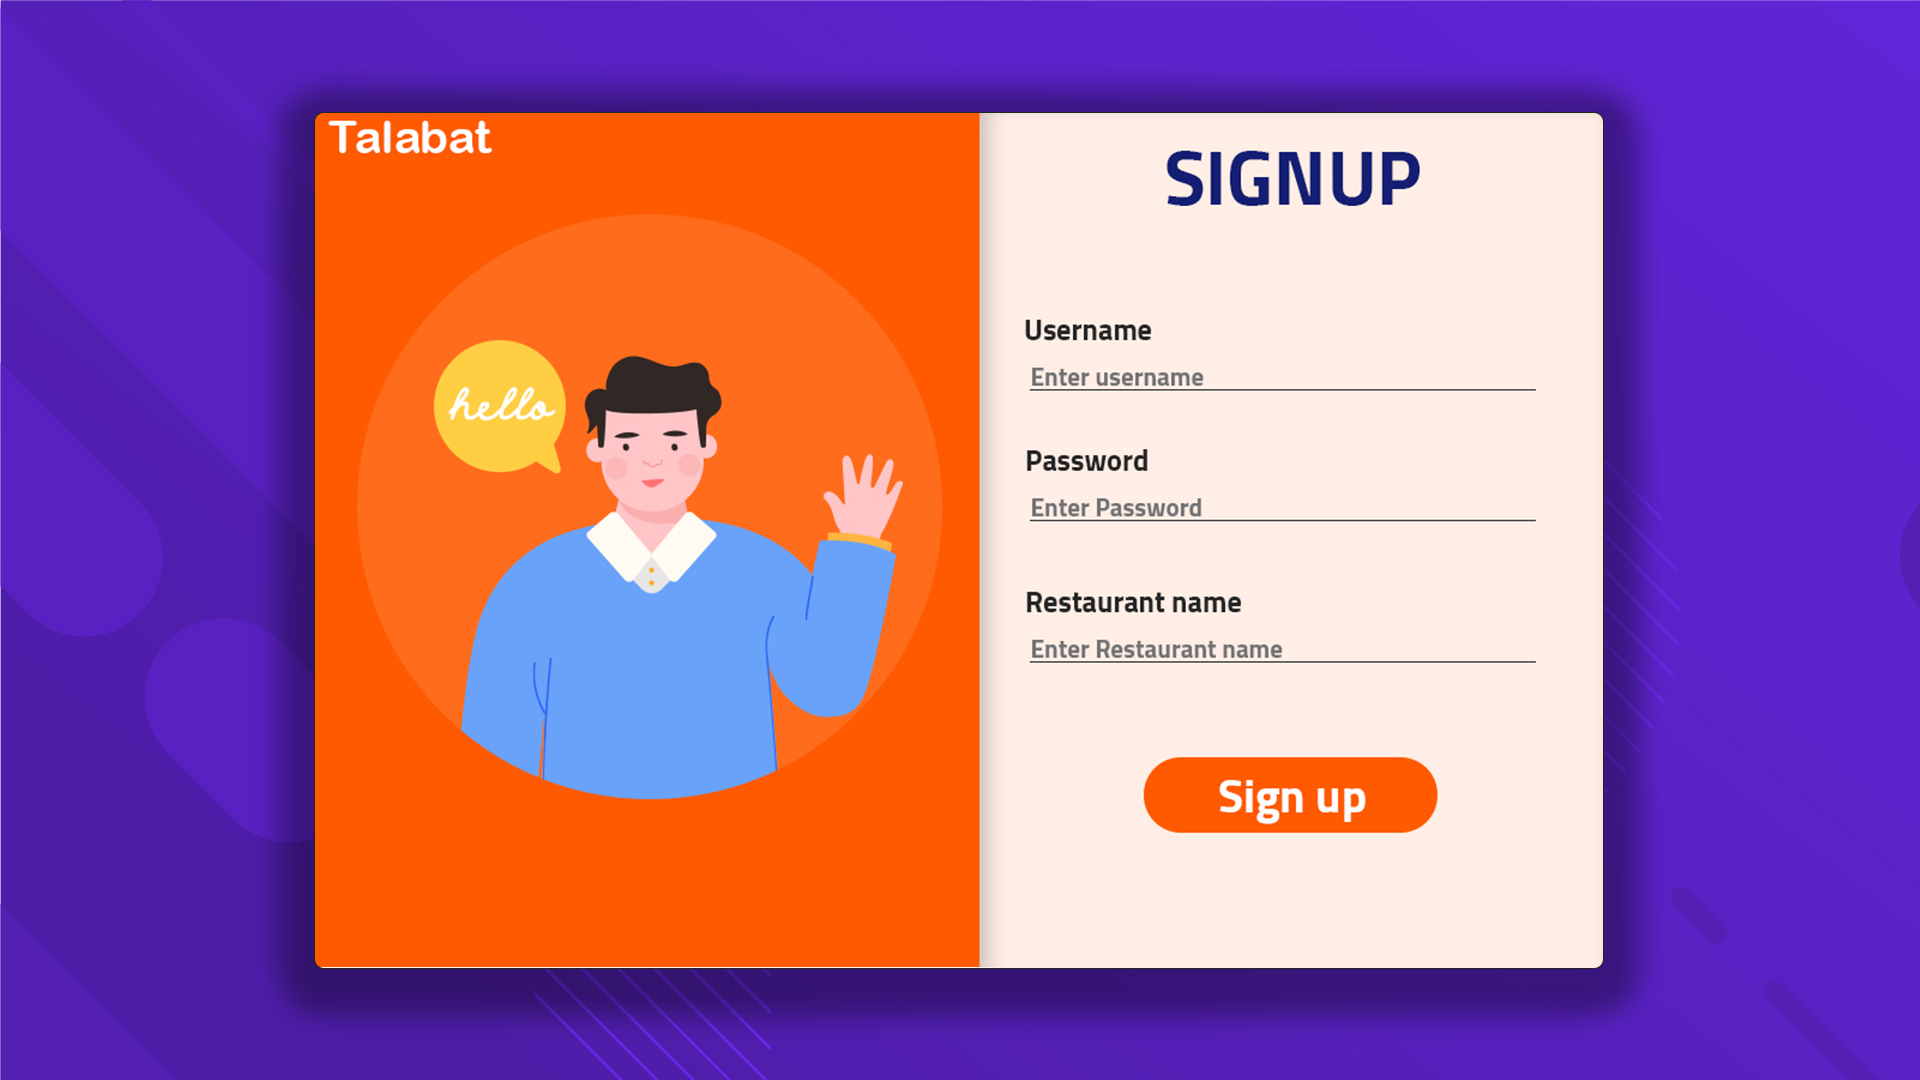 Talabat
hello
SIGNUP
Username
Enter username
Password
Enter Password
Restaurant name
Enter Restaurant name
Sign up